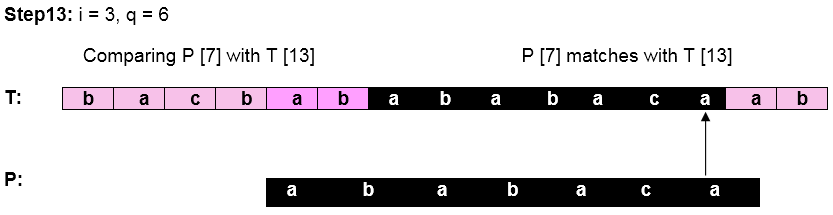 Step13: i = 3, q = 6
Comparing P [7] with T [13] P [7] matches with T [13]
T: b a c b a b a b a b a c a a b
P: a b a b a c a